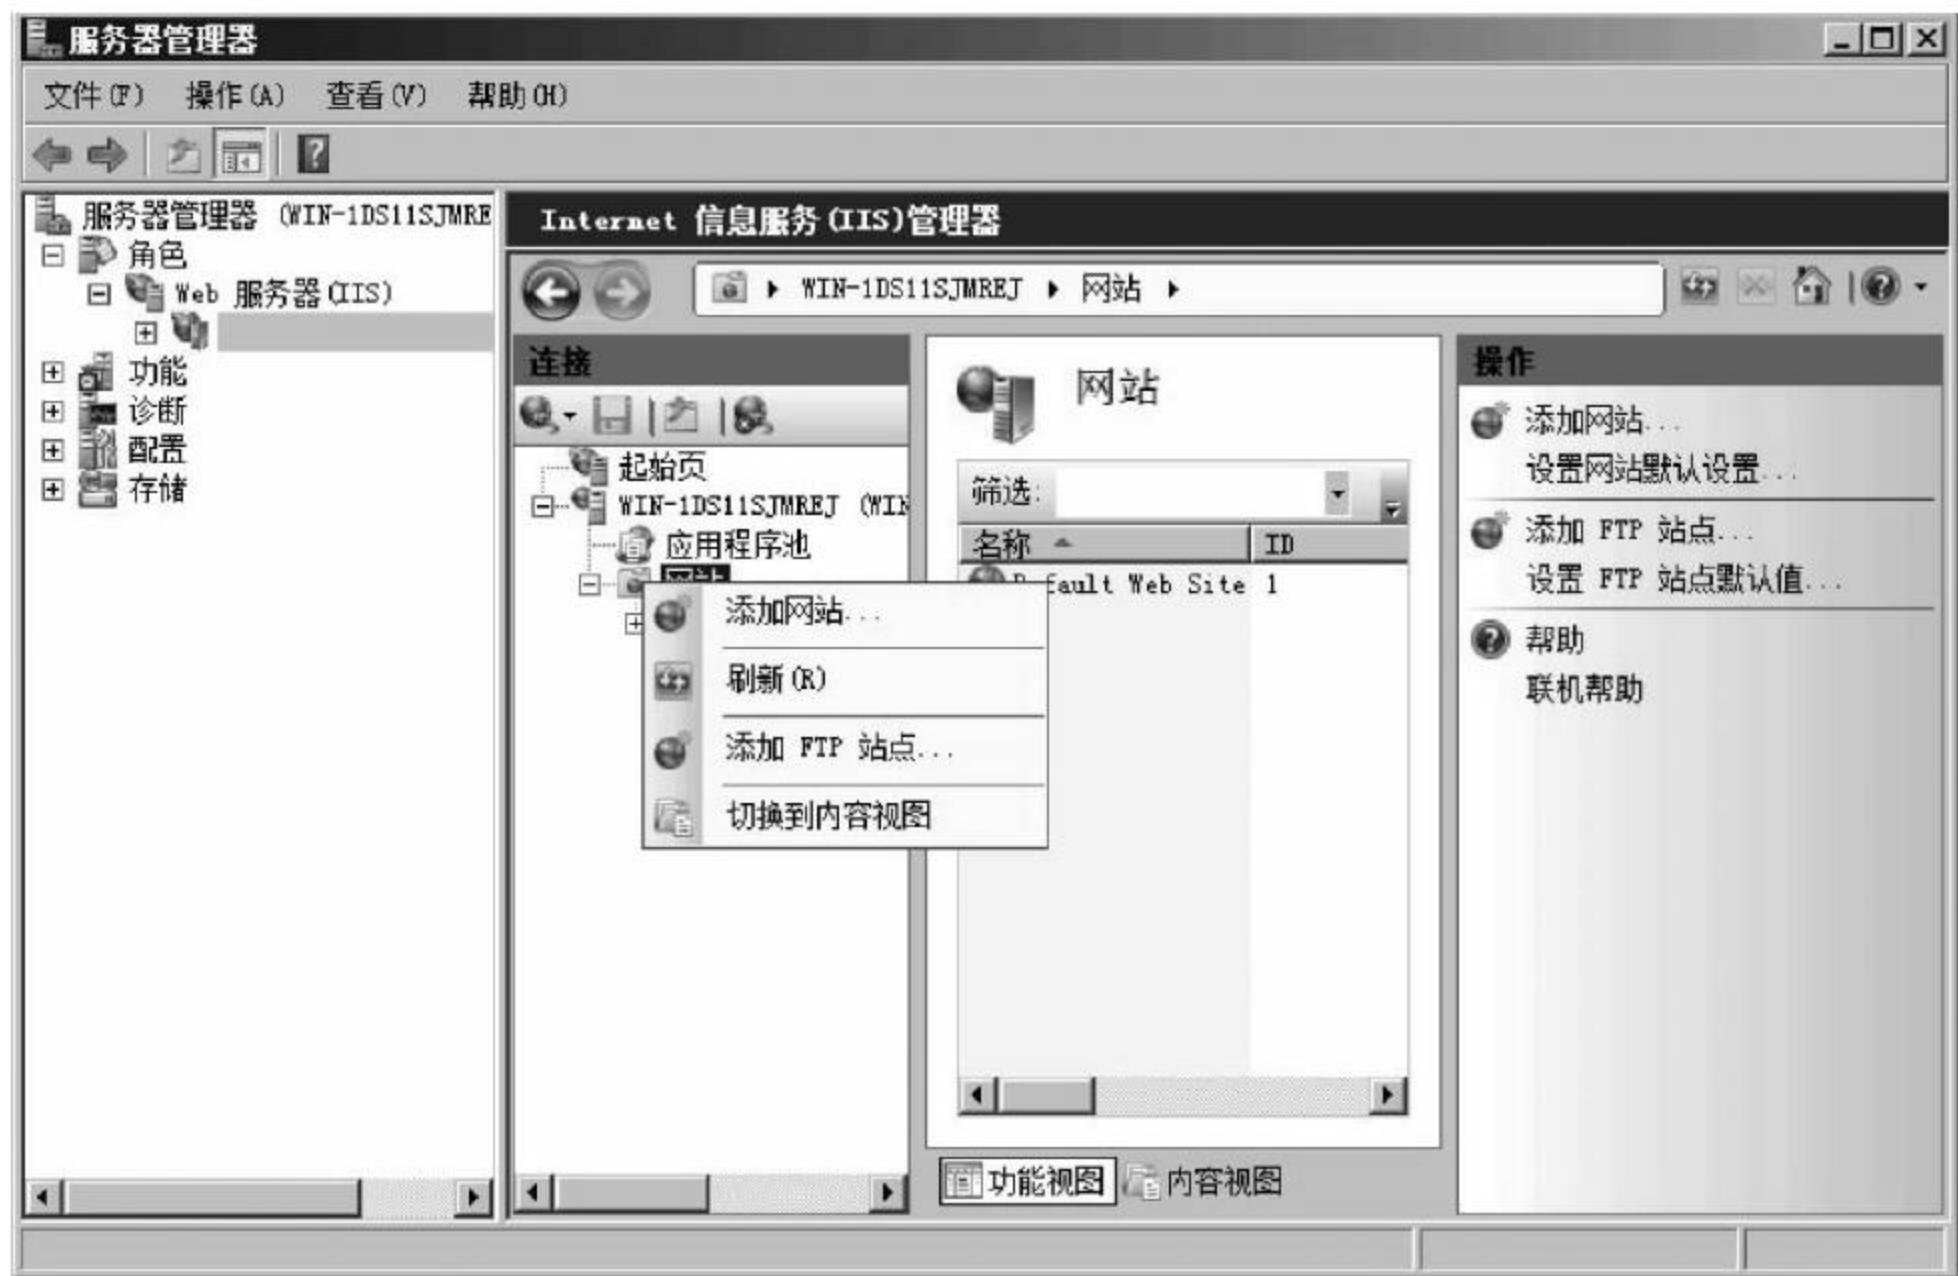 服务器管理器
文件(F) 操作(A) 查看(V) 帮助(H)
服务器管理器 (WIN-1DS11SJMRE
角色
Web 服务器(IIS)
功能
诊断
配置
存储
Internet 信息服务(IIS)管理器
WIN-1DS11SJMREJ 网站
连接
起始页
WIN-1DS11SJMREJ (WIN
应用程序池
网站
添加网站...
刷新(R)
添加 FTP 站点...
切换到内容视图
网站
筛选:
名称 ID
fault Web Site 1
功能视图 内容视图
操作
添加网站...
设置网站默认设置...
添加 FTP 站点...
设置 FTP 站点默认值...
帮助
联机帮助